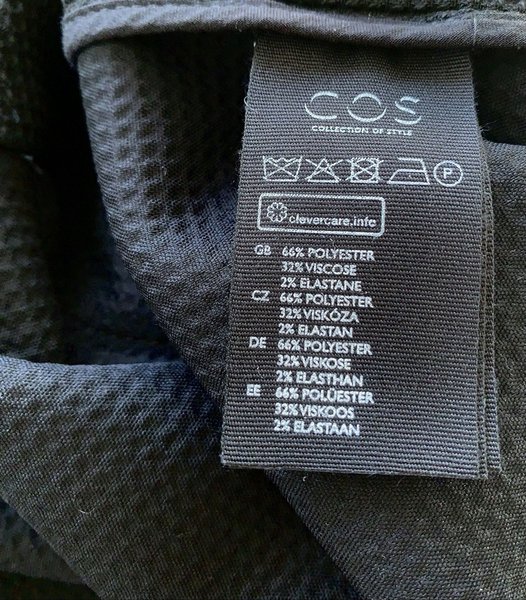 COS
COLLECTION OF STYLE
P
clevercare.info
GB 66% POLYESTER
32% VISCOSE
2% ELASTANE
CZ 66% POLYESTER
32% VISKÓZA
2% ELASTAN
DE 66% POLYESTER
32% VISKOSE
2% ELASTHAN
EE 66% POLÜESTER
32% VISKOOS
2% ELASTAAN